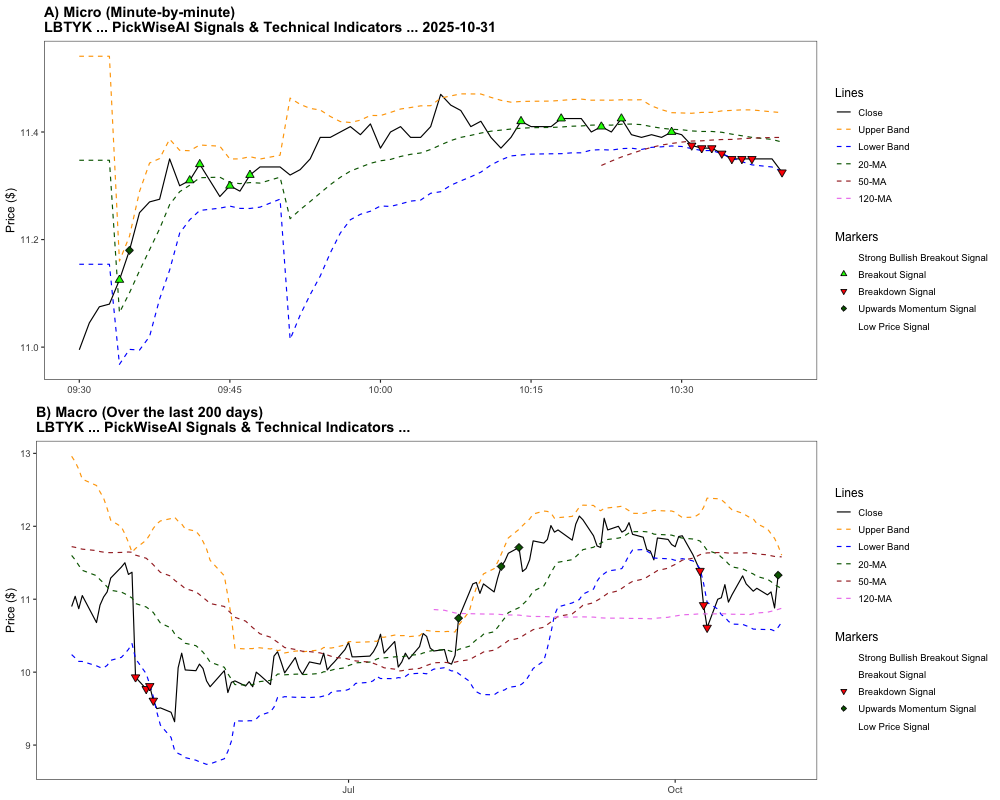 A) Micro (Minute-by-minute)
LBTYK ... PickWiseAI Signals & Technical Indicators ... 2025-10-31
Price ($)
11.4
11.2
11.0
09:30
09:45
10:00
10:15
10:30
Lines
Close
Upper Band
Lower Band
20-MA
50-MA
120-MA
Markers
Strong Bullish Breakout Signal
Breakout Signal
Breakdown Signal
Upwards Momentum Signal
Low Price Signal
B) Macro (Over the last 200 days)
LBTYK ... PickWiseAI Signals & Technical Indicators ...
Price ($)
13
12
11
10
9
Jul
Oct
Lines
Close
Upper Band
Lower Band
20-MA
50-MA
120-MA
Markers
Strong Bullish Breakout Signal
Breakout Signal
Breakdown Signal
Upwards Momentum Signal
Low Price Signal